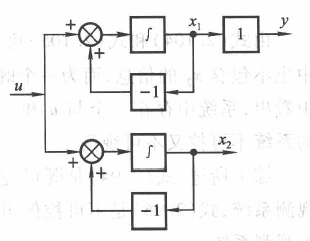 + + ∫ x₁ 1 y
+ -1
u
+ + ∫ x₂
+ -1